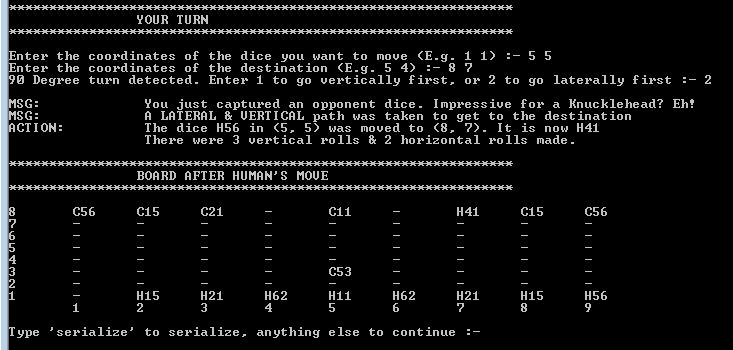 ****************************************************************
YOUR TURN
****************************************************************
Enter the coordinates of the dice you want to move (E.g. 1 1) :- 5 5
Enter the coordinates of the destination (E.g. 5 4) :- 8 7
90 Degree turn detected. Enter 1 to go vertically first, or 2 to go laterally first :- 2
MSG: You just captured an opponent dice. Impressive for a Knucklehead? Eh!
MSG: A LATERAL & VERTICAL path was taken to get to the destination
ACTION: The dice H56 in (5, 5) was moved to (8, 7). It is now H41
There were 3 vertical rolls & 2 horizontal rolls made.
****************************************************************
BOARD AFTER HUMAN'S MOVE
****************************************************************
8 C56 C15 C21 - C11 - H41 C15 C56
7 - - - - - - - - -
6 - - - - - - - - -
5 - - - - - - - - -
4 - - - - - - - - -
3 - - - - C53 - - - -
2 - - - - - - - - -
1 - H15 H21 H62 H11 H62 H21 H15 H56
1 2 3 4 5 6 7 8 9
Type 'serialize' to serialize, anything else to continue :-